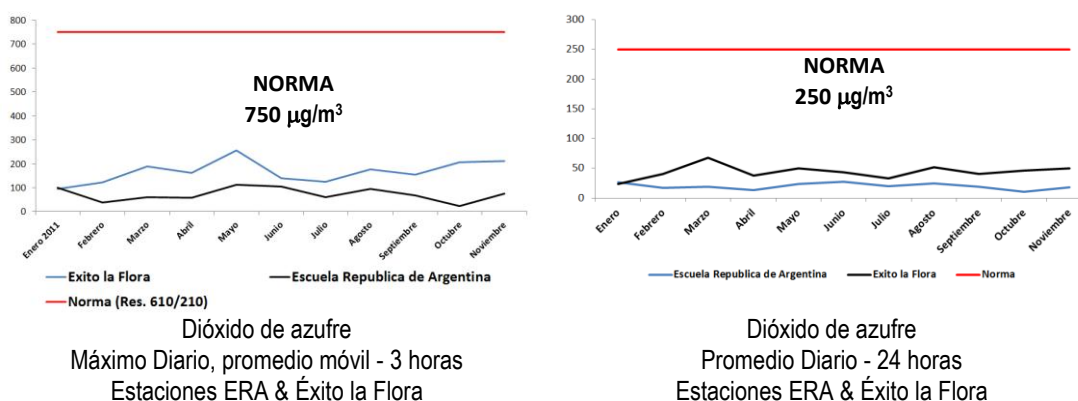 800
700
600
500
400
300
200
100
0
NORMA
750 µg/m³
Enero 2011
Febrero
Marzo
Abril
Mayo
Junio
Julio
Agosto
Septiembre
Octubre
Noviembre
Exito la Flora
Escuela Republica de Argentina
Norma (Res. 610/210)
Dióxido de azufre
Máximo Diario, promedio móvil - 3 horas
Estaciones ERA & Éxito la Flora
300
250
200
150
100
50
0
NORMA
250 µg/m³
Enero
Febrero
Marzo
Abril
Mayo
Junio
Julio
Agosto
Septiembre
Octubre
Noviembre
Escuela Republica de Argentina
Exito la Flora
Norma
Dióxido de azufre
Promedio Diario - 24 horas
Estaciones ERA & Éxito la Flora